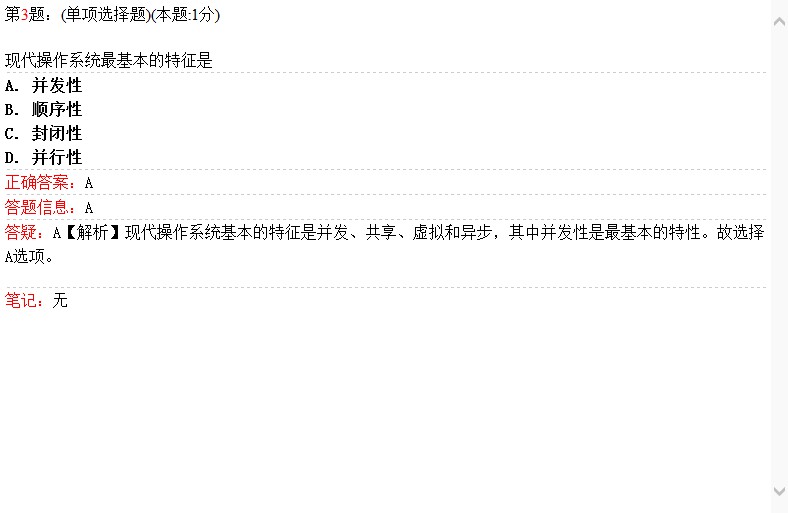 第3题：(单项选择题)(本题:1分)
现代操作系统最基本的特征是
A. 并发性
B. 顺序性
C. 封闭性
D. 并行性
正确答案：A
答题信息：A
答疑：A【解析】现代操作系统基本的特征是并发、共享、虚拟和异步，其中并发性是最基本的特性。故选择
A选项。
笔记：无